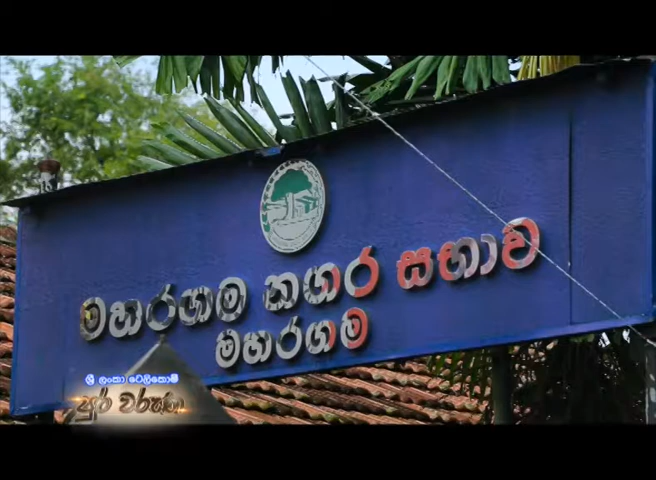 මහරගම නගර සභාව
මහරගම
ශ්‍රී ලංකා ටෙලිකොම්
පුර වරුණ